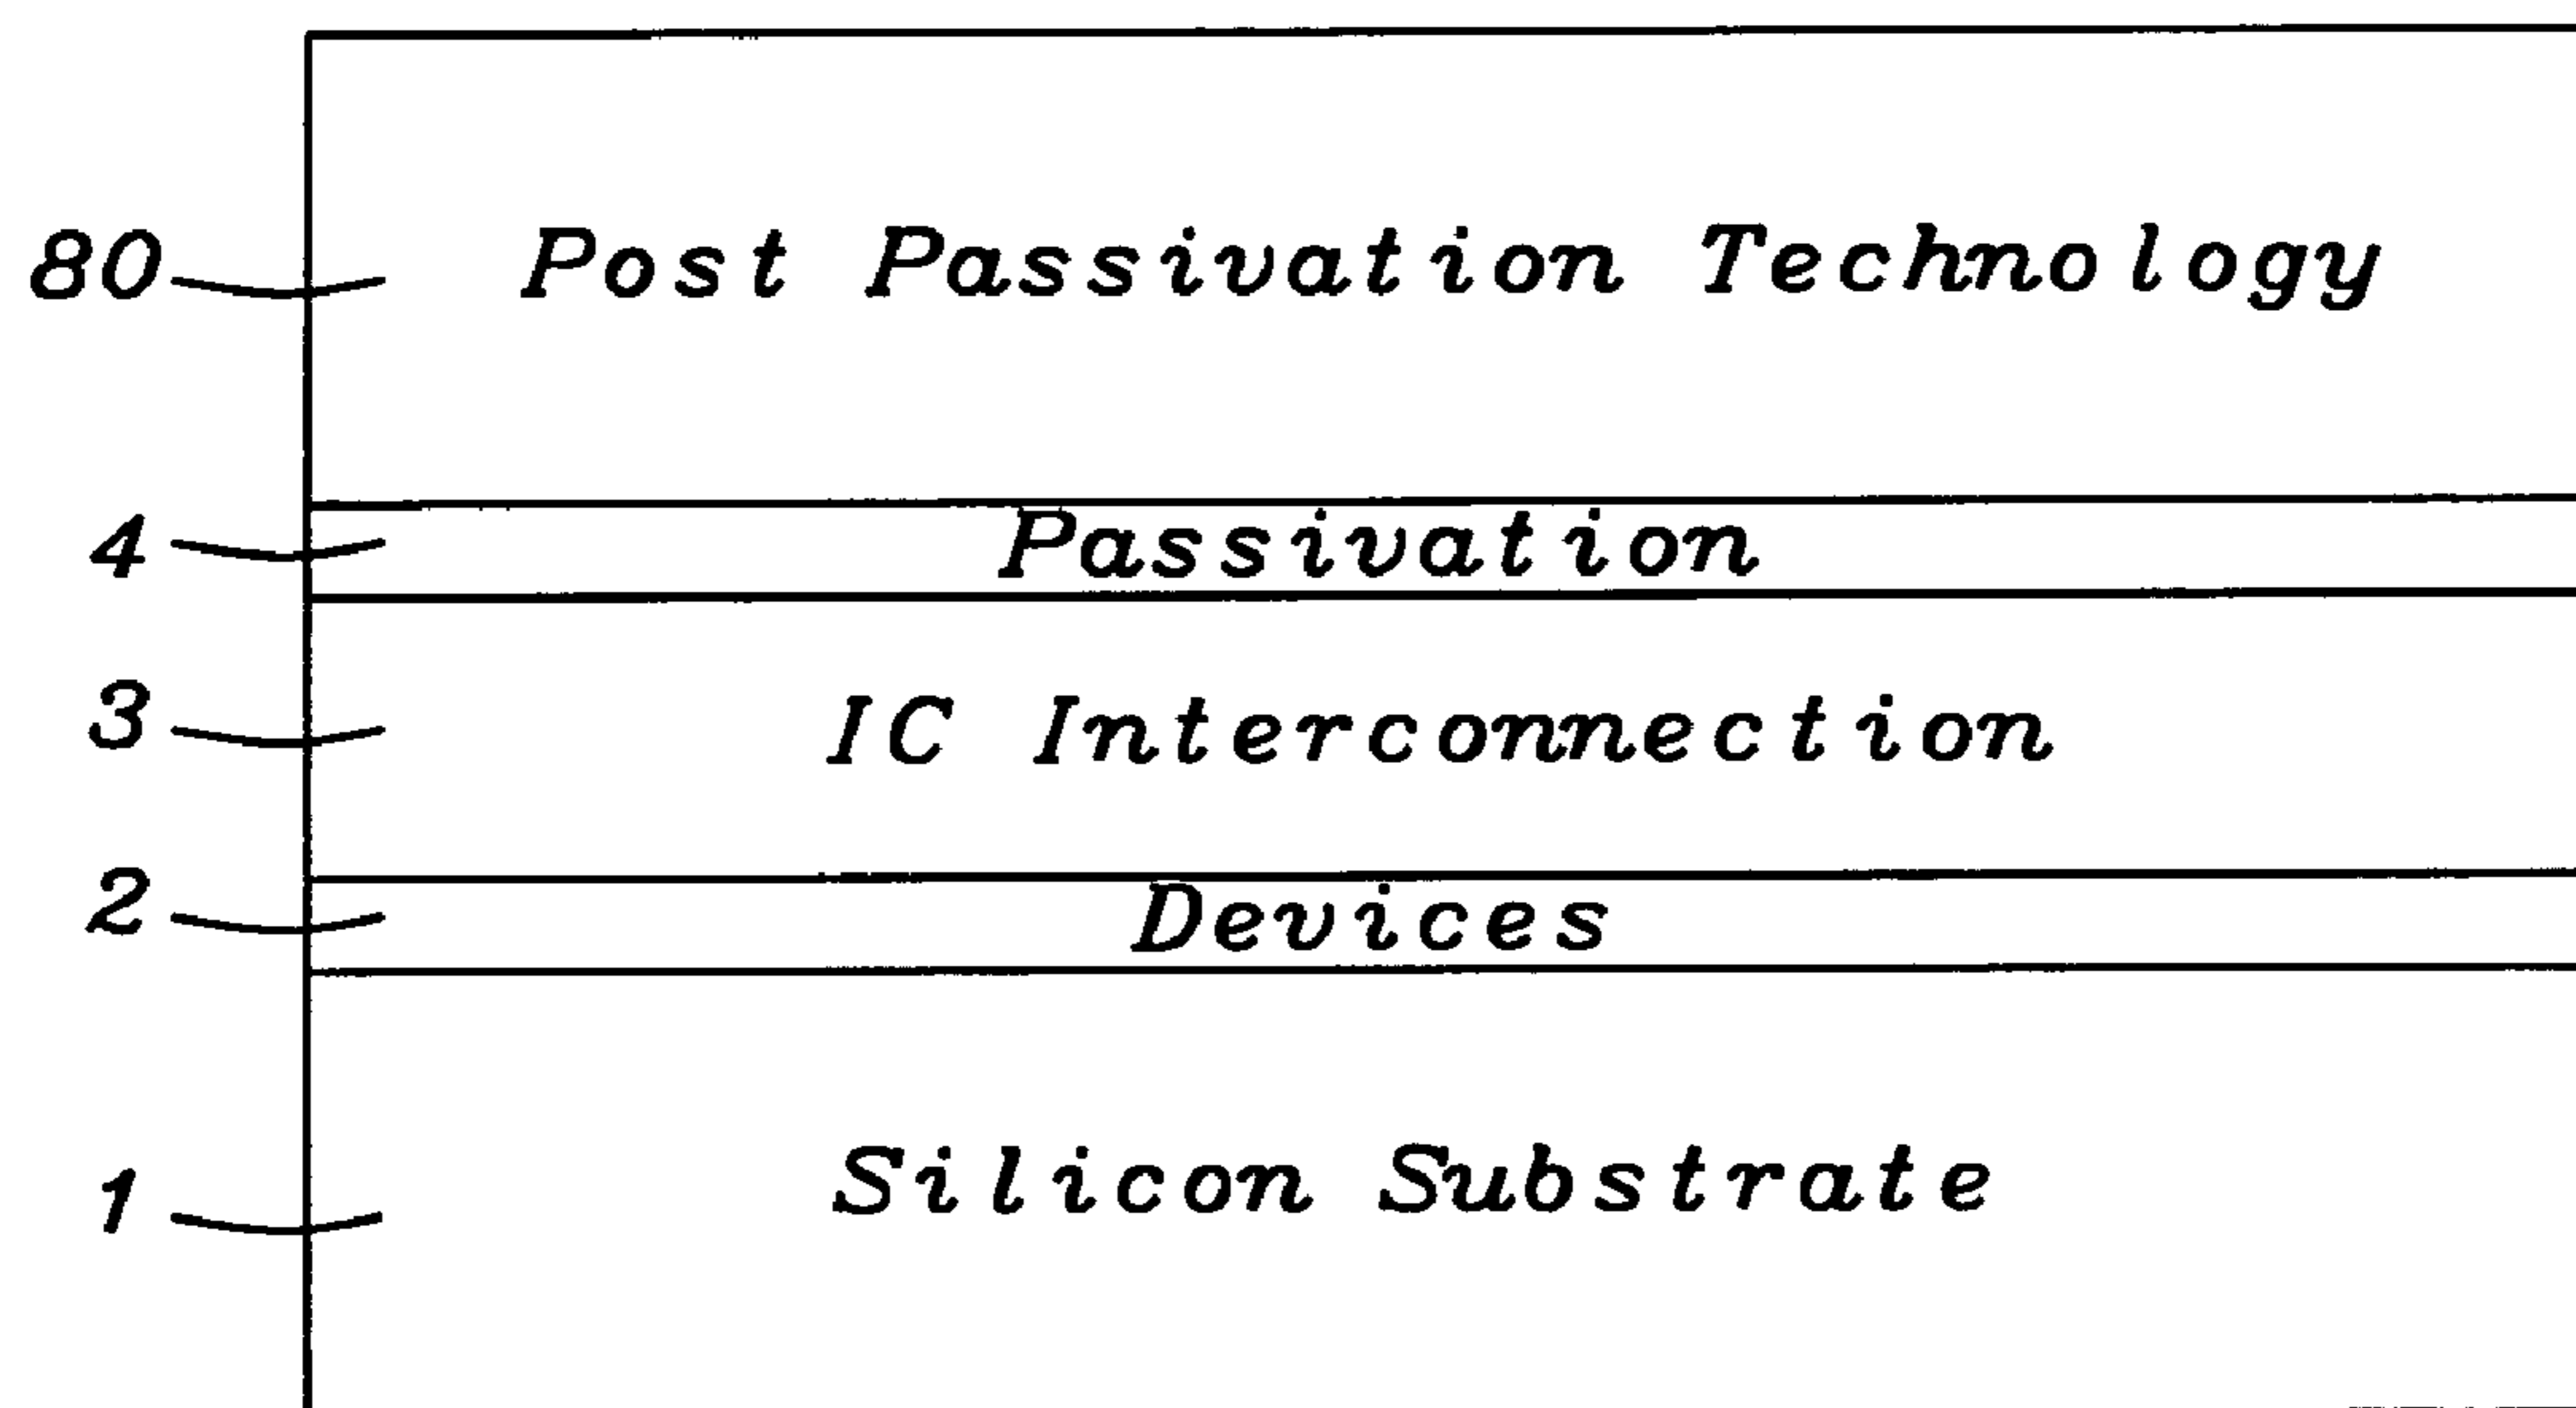 80 Post Passivation Technology
4 Passivation
3 IC Interconnection
2 Devices
1 Silicon Substrate